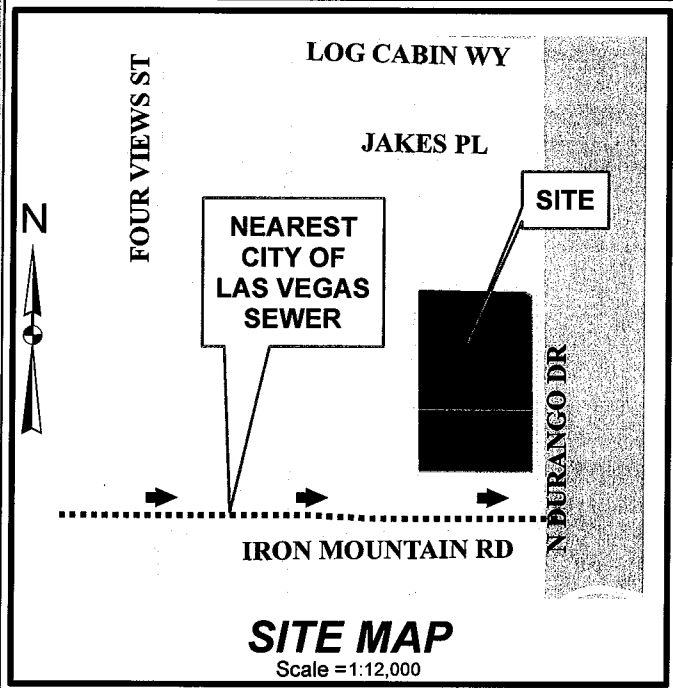 LOG CABIN WY
FOUR VIEWS ST
JAKES PL
SITE
N
NEAREST
CITY OF
LAS VEGAS
SEWER
N DURANGO DR
IRON MOUNTAIN RD
SITE MAP
Scale =1:12,000